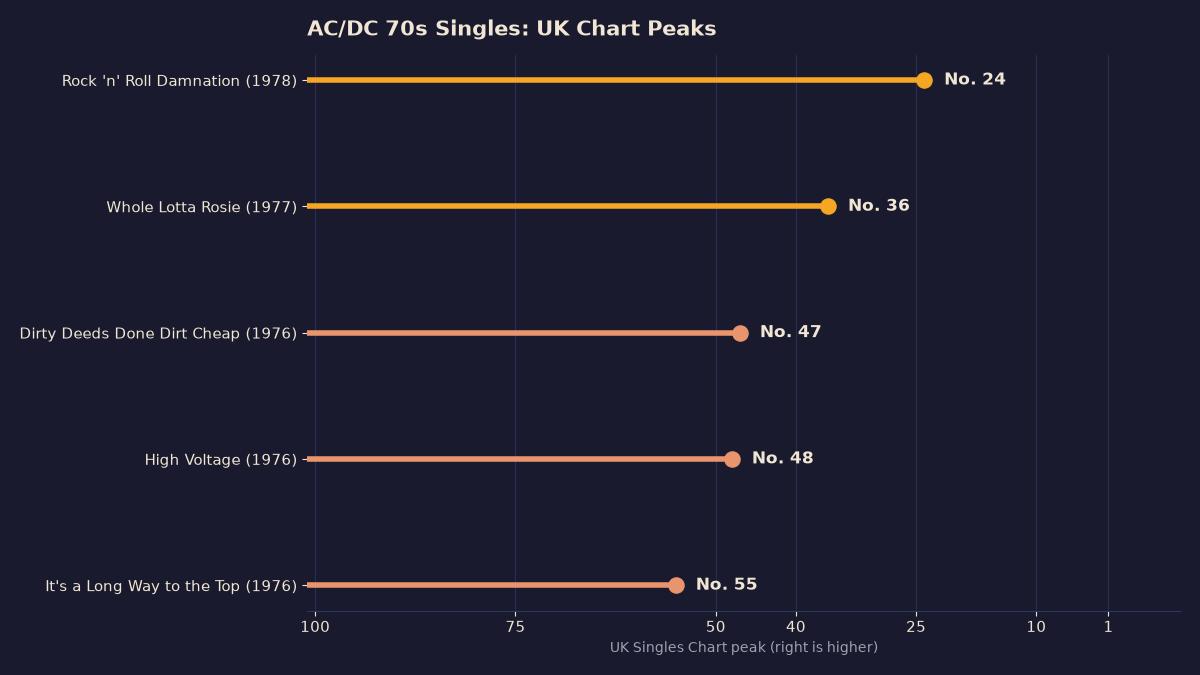 AC/DC 70s Singles: UK Chart Peaks
Rock 'n' Roll Damnation (1978)
No. 24
Whole Lotta Rosie (1977)
No. 36
Dirty Deeds Done Dirt Cheap (1976)
No. 47
High Voltage (1976)
No. 48
It's a Long Way to the Top (1976)
No. 55
100 75 50 40 25 10 1
UK Singles Chart peak (right is higher)